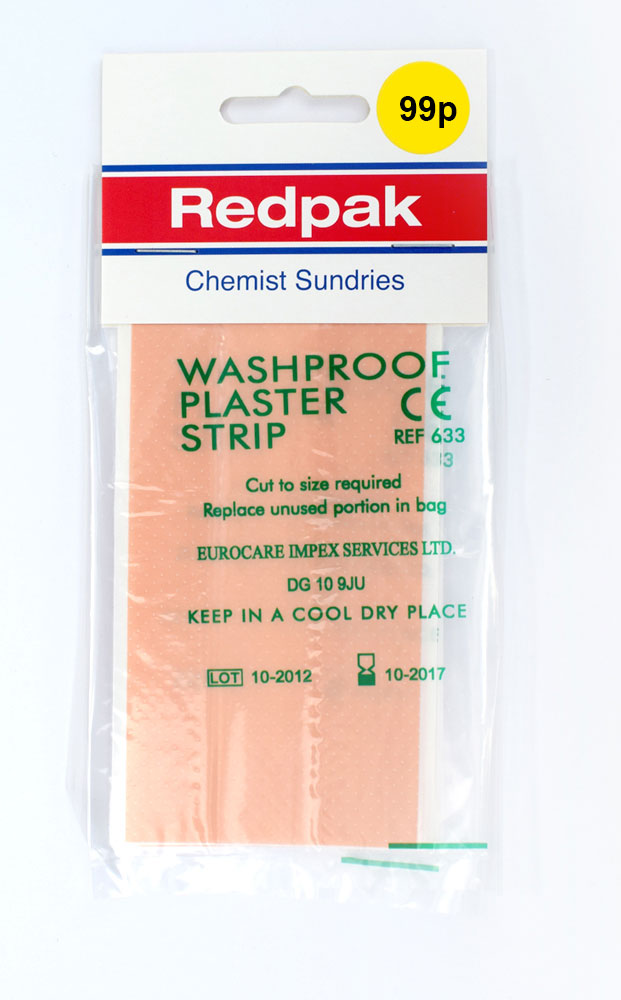 99p
Redpak
Chemist Sundries
WASHPROOF
PLASTER CE
STRIP REF 633
33
Cut to size required
Replace unused portion in bag
EUROCARE IMPEX SERVICES LTD.
DG 10 9JU
KEEP IN A COOL DRY PLACE
LOT 10-2012 10-2017